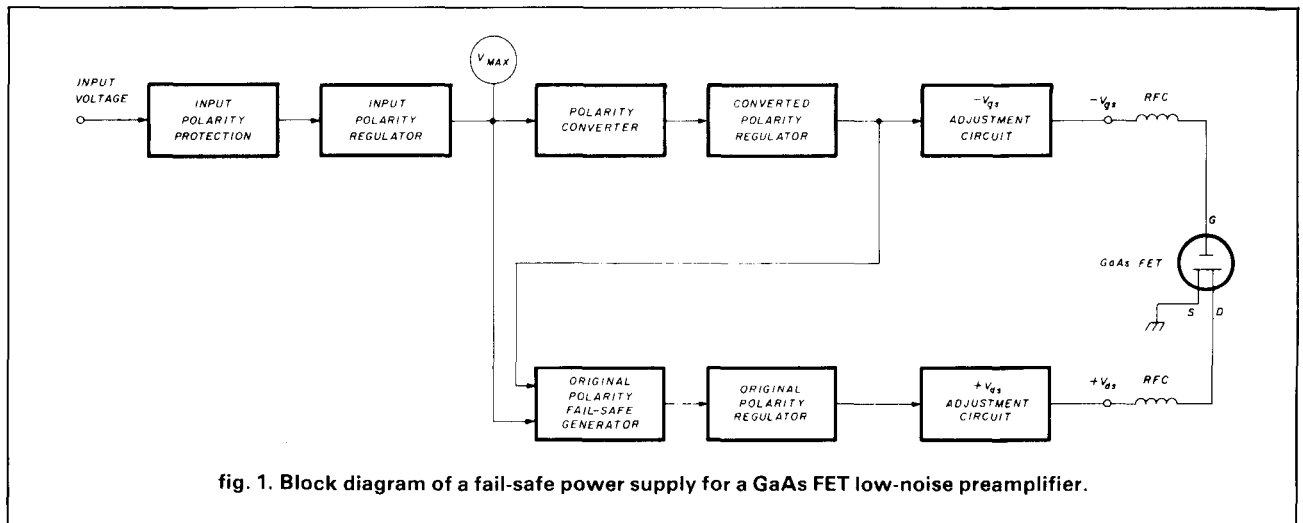 INPUT
VOLTAGE
INPUT
POLARITY
PROTECTION
INPUT
POLARITY
REGULATOR
V MAX
POLARITY
CONVERTER
CONVERTED
POLARITY
REGULATOR
-Vgs
ADJUSTMENT
CIRCUIT
-Vgs
RFC
G
GaAs FET
S
D
ORIGINAL
POLARITY
FAIL-SAFE
GENERATOR
ORIGINAL
POLARITY
REGULATOR
+Vds
ADJUSTMENT
CIRCUIT
+Vds
RFC
fig. 1. Block diagram of a fail-safe power supply for a GaAs FET low-noise preamplifier.